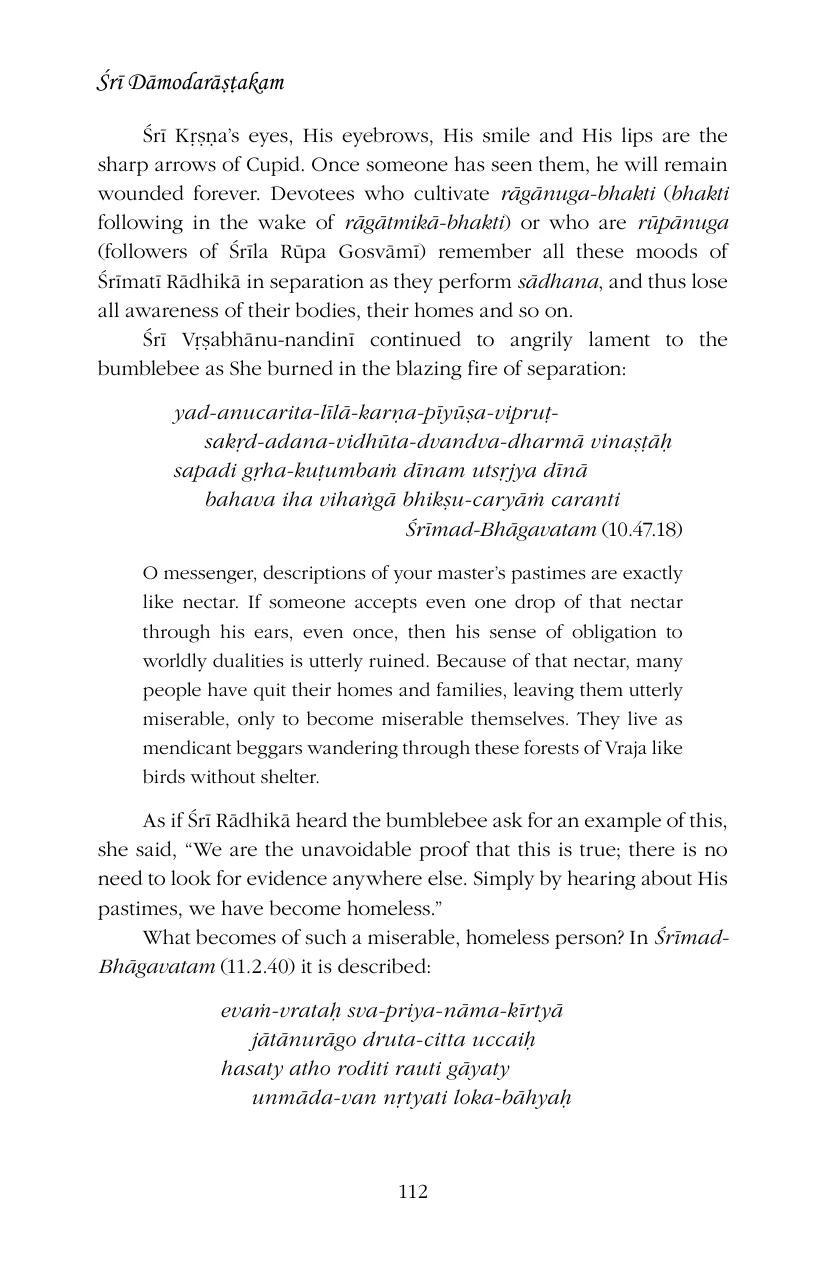 Śrī Dāmodarāṣṭakam
Śrī Kṛṣṇa’s eyes, His eyebrows, His smile and His lips are the
sharp arrows of Cupid. Once someone has seen them, he will remain
wounded forever. Devotees who cultivate rāgānuga-bhakti (bhakti
following in the wake of rāgātmikā-bhakti) or who are rūpānuga
(followers of Śrīla Rūpa Gosvāmī) remember all these moods of
Śrīmatī Rādhikā in separation as they perform sādhana, and thus lose
all awareness of their bodies, their homes and so on.
Śrī Vṛṣabhānu-nandinī continued to angrily lament to the
bumblebee as She burned in the blazing fire of separation:
yad-anucarita-līlā-karṇa-pīyūṣa-vipruṭ-
sakṛd-adana-vidhūta-dvandva-dharmā vinaṣṭāḥ
sapadi gṛha-kuṭumbaṁ dīnam utsṛjya dīnā
bahava iha vihaṅgā bhikṣu-caryāṁ caranti
Śrīmad-Bhāgavatam (10.47.18)
O messenger, descriptions of your master’s pastimes are exactly
like nectar. If someone accepts even one drop of that nectar
through his ears, even once, then his sense of obligation to
worldly dualities is utterly ruined. Because of that nectar, many
people have quit their homes and families, leaving them utterly
miserable, only to become miserable themselves. They live as
mendicant beggars wandering through these forests of Vraja like
birds without shelter.
As if Śrī Rādhikā heard the bumblebee ask for an example of this,
she said, “We are the unavoidable proof that this is true; there is no
need to look for evidence anywhere else. Simply by hearing about His
pastimes, we have become homeless.”
What becomes of such a miserable, homeless person? In Śrīmad-
Bhāgavatam (11.2.40) it is described:
evaṁ-vrataḥ sva-priya-nāma-kīrtyā
jātānurāgo druta-citta uccaiḥ
hasaty atho roditi rauti gāyaty
unmāda-van nṛtyati loka-bāhyaḥ
112